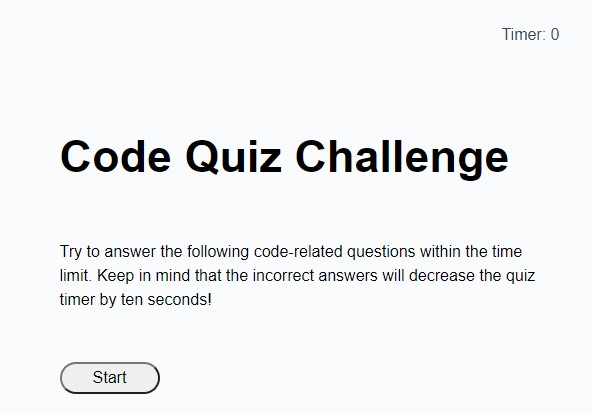 Timer: 0
Code Quiz Challenge
Try to answer the following code-related questions within the time
limit. Keep in mind that the incorrect answers will decrease the quiz
timer by ten seconds!
Start